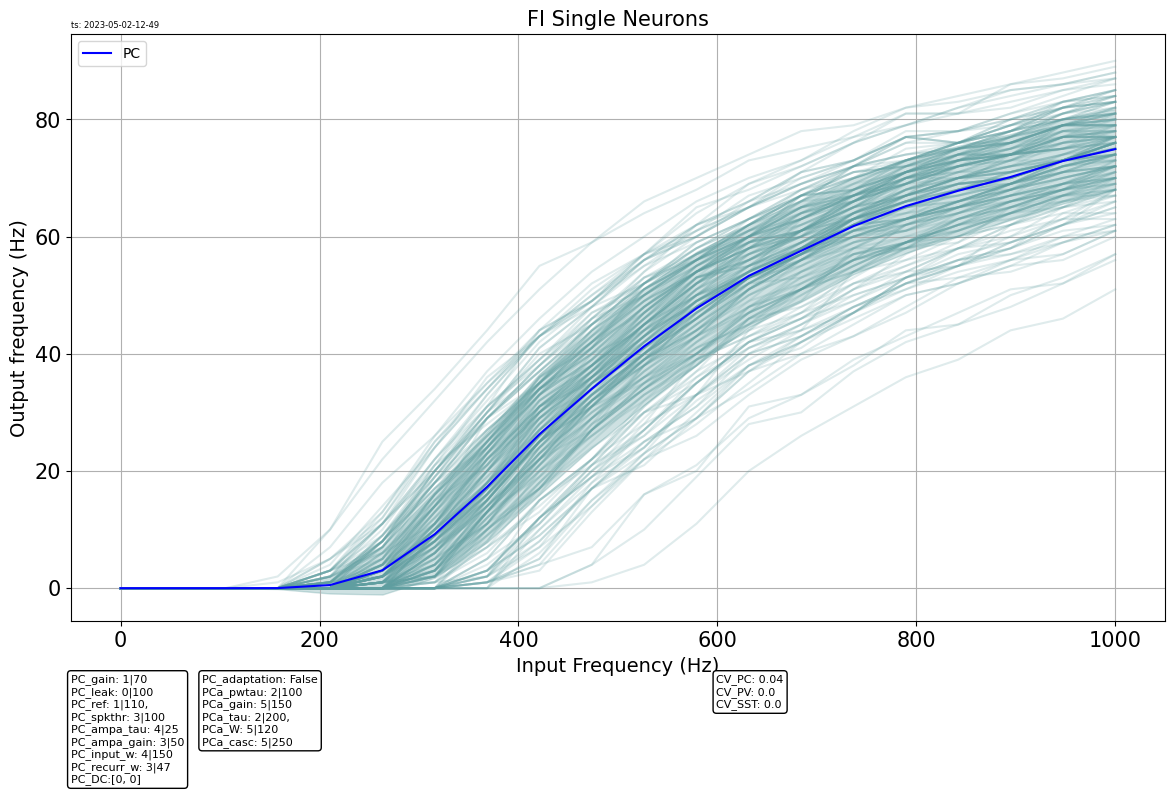 FI Single Neurons
ts: 2023-05-02-12-49
PC
Output frequency (Hz)
80
60
40
20
0
0 200 400 600 800 1000
Input Frequency (Hz)
PC_gain: 1|70
PC_leak: 0|100
PC_ref: 1|110,
PC_spkthr: 3|100
PC_ampa_tau: 4|25
PC_ampa_gain: 3|50
PC_input_w: 4|150
PC_recurr_w: 3|47
PC_DC:[0, 0]
PC_adaptation: False
PCa_pwtau: 2|100
PCa_gain: 5|150
PCa_tau: 2|200,
PCa_W: 5|120
PCa_casc: 5|250
CV_PC: 0.04
CV_PV: 0.0
CV_SST: 0.0